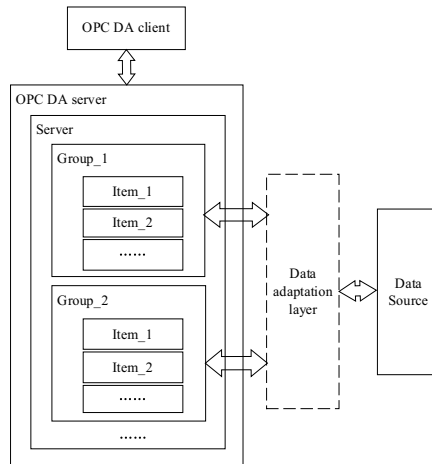 OPC DA client
OPC DA server
Server
Group_1
Item_1
Item_2
......
Group_2
Item_1
Item_2
......
......
Data
adaptation
layer
Data
Source